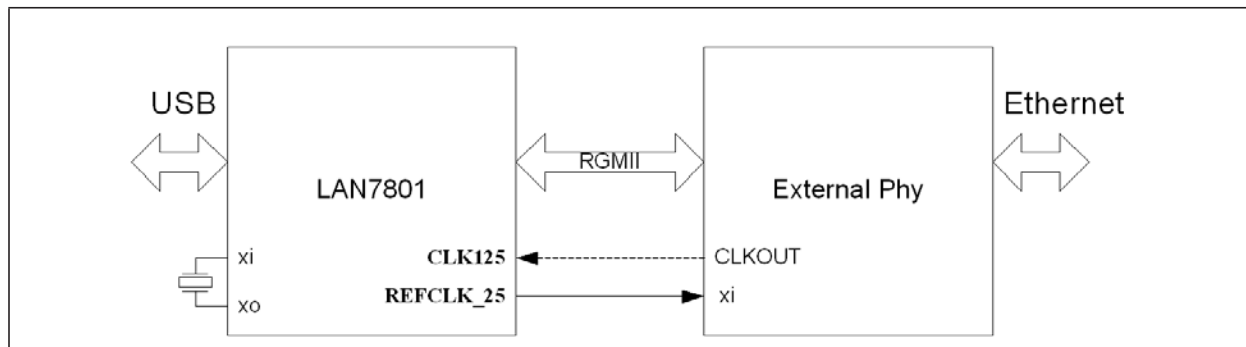 USB
Ethernet
RGMII
LAN7801
External Phy
xi
CLK125
CLKOUT
xo
REFCLK_25
xi